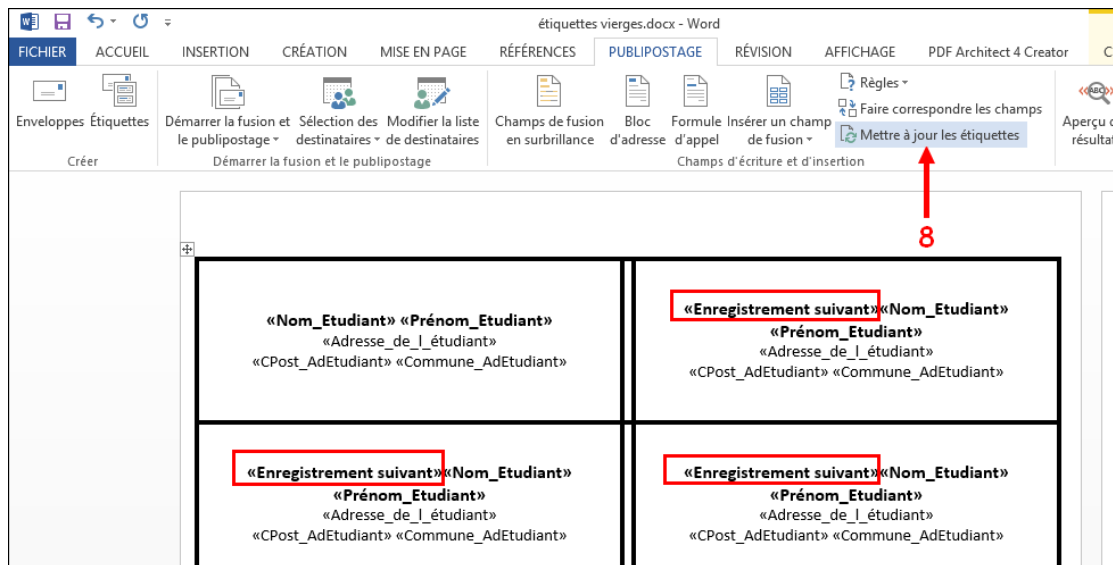 étiquettes vierges.docx - Word
FICHIER ACCUEIL INSERTION CRÉATION MISE EN PAGE RÉFÉRENCES PUBLIPOSTAGE RÉVISION AFFICHAGE PDF Architect 4 Creator C
Enveloppes Étiquettes
Créer
Démarrer la fusion et le publipostage
Sélection des destinataires
Modifier la liste de destinataires
Démarrer la fusion et le publipostage
Champs de fusion en surbrillance
Bloc d'adresse
Formule d'appel
Insérer un champ de fusion
Règles
Faire correspondre les champs
Mettre à jour les étiquettes
Champs d'écriture et d'insertion
«ABC»
Aperçu d
résultat
8
«Nom_Etudiant» «Prénom_Etudiant»
«Adresse_de_l_étudiant»
«CPost_AdEtudiant» «Commune_AdEtudiant»
«Enregistrement suivant»«Nom_Etudiant»
«Prénom_Etudiant»
«Adresse_de_l_étudiant»
«CPost_AdEtudiant» «Commune_AdEtudiant»
«Enregistrement suivant»«Nom_Etudiant»
«Prénom_Etudiant»
«Adresse_de_l_étudiant»
«CPost_AdEtudiant» «Commune_AdEtudiant»
«Enregistrement suivant»«Nom_Etudiant»
«Prénom_Etudiant»
«Adresse_de_l_étudiant»
«CPost_AdEtudiant» «Commune_AdEtudiant»